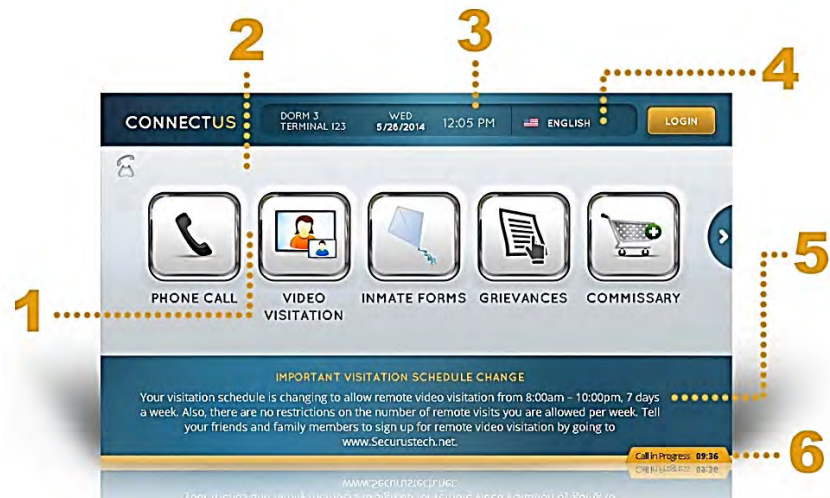 2
3
4
CONNECTUS
DORM 3
TERMINAL 123
WED
5/28/2014
12:05 PM
ENGLISH
LOGIN
PHONE CALL
VIDEO
VISITATION
INMATE FORMS
GRIEVANCES
COMMISSARY
1
5
IMPORTANT VISITATION SCHEDULE CHANGE
Your visitation schedule is changing to allow remote video visitation from 8:00am – 10:00pm, 7 days
a week. Also, there are no restrictions on the number of remote visits you are allowed per week. Tell
your friends and family members to sign up for remote video visitation by going to
www.Securustech.net.
Call in Progress 09:36
6